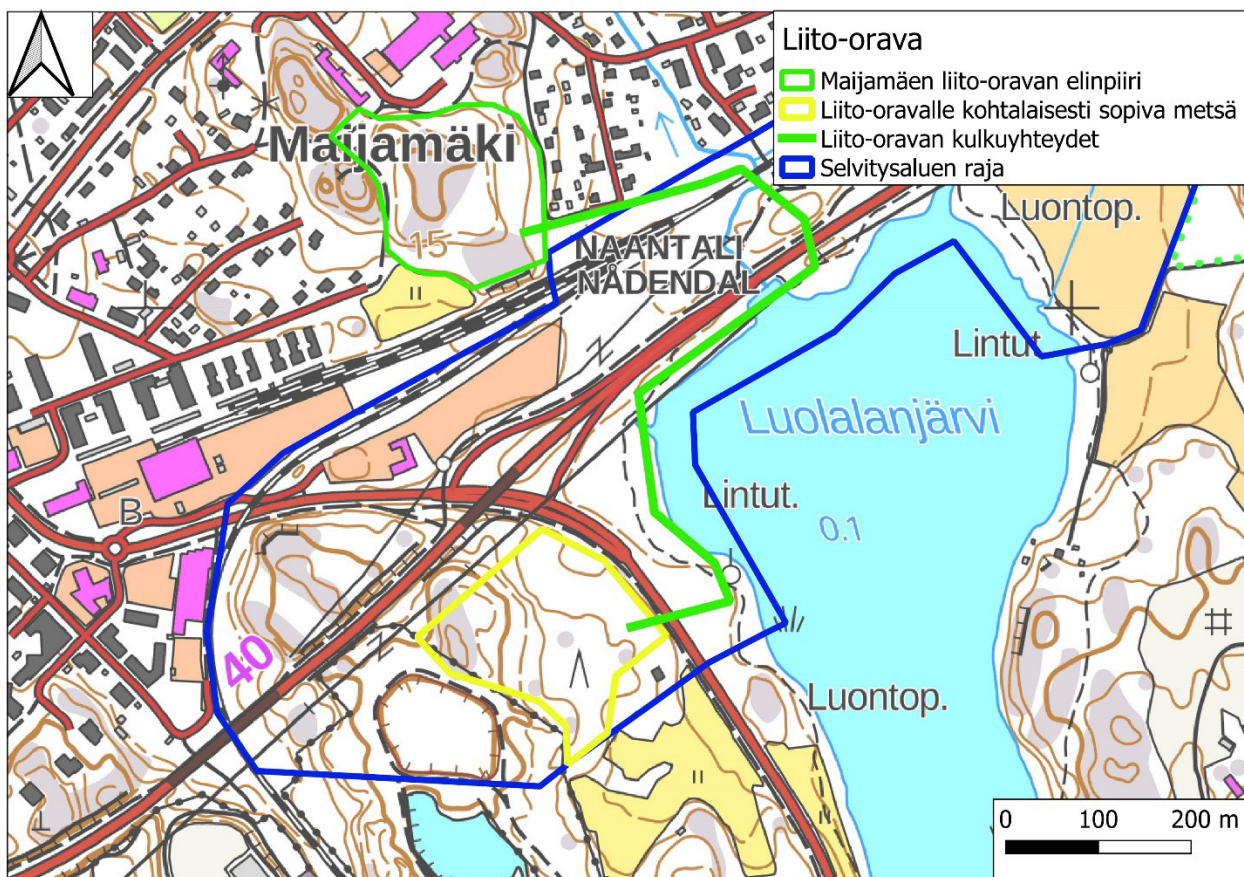 Liito-orava
Maijamäen liito-oravan elinpiiri
Liito-oravalle kohtalaisesti sopiva metsä
Liito-oravan kulkuyhteydet
Selvitysaluen raja
Maijamäki
15
Luontop.
NAANTALI
NÅDENDAL
Lintut.
Luolalanjärvi
Lintut.
0.1
B
40
Luontop.
0 100 200 m